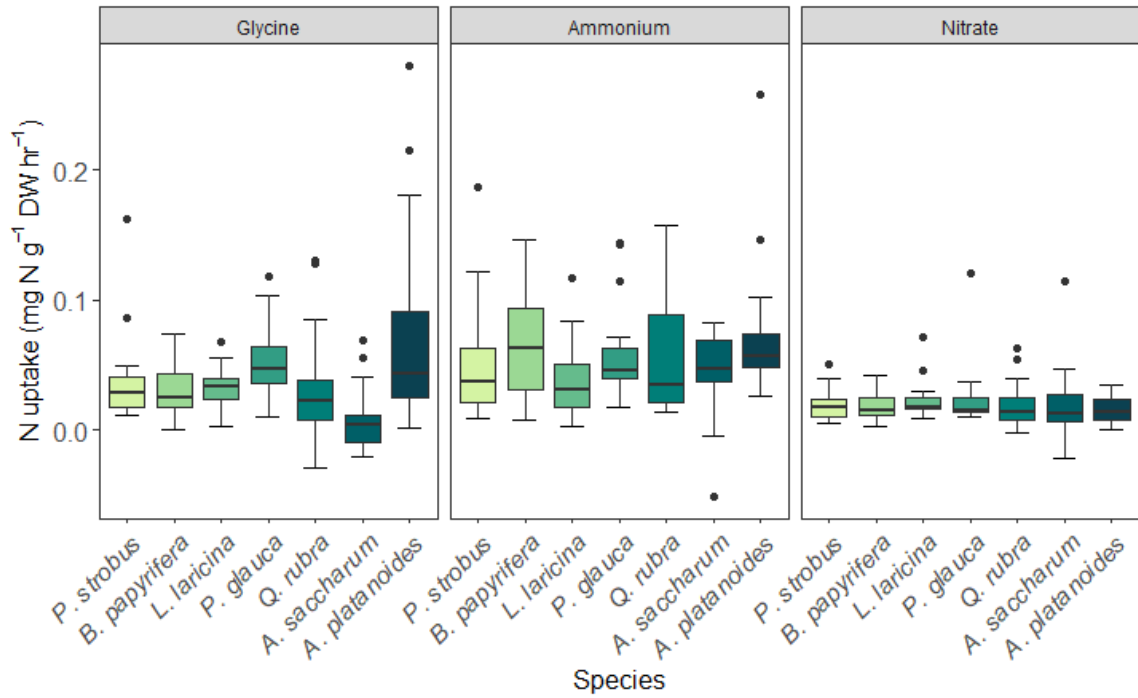 Glycine
Ammonium
Nitrate
N uptake (mg N g⁻¹ DW hr⁻¹)
0.2
0.1
0.0
P. strobus
B. papyrifera
L. laricina
P. glauca
Q. rubra
A. saccharum
A. platanoides
P. strobus
B. papyrifera
L. laricina
P. glauca
Q. rubra
A. saccharum
A. platanoides
P. strobus
B. papyrifera
L. laricina
P. glauca
Q. rubra
A. saccharum
A. platanoides
Species